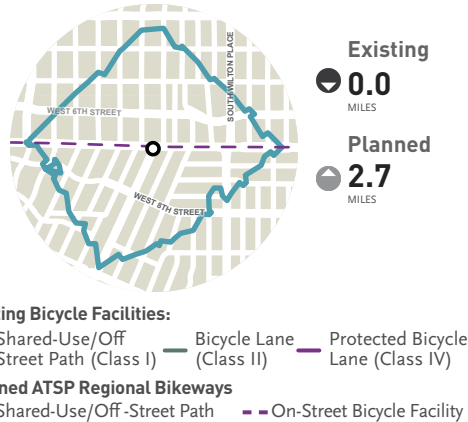 SOUTH WILTON PLACE
WEST 6TH STREET
WEST 8TH STREET
Existing
0.0
MILES
Planned
2.7
MILES
ting Bicycle Facilities:
Shared-Use/Off
Street Path (Class I)
Bicycle Lane
(Class II)
Protected Bicycle
Lane (Class IV)
ned ATSP Regional Bikeways
Shared-Use/Off-Street Path
On-Street Bicycle Facility